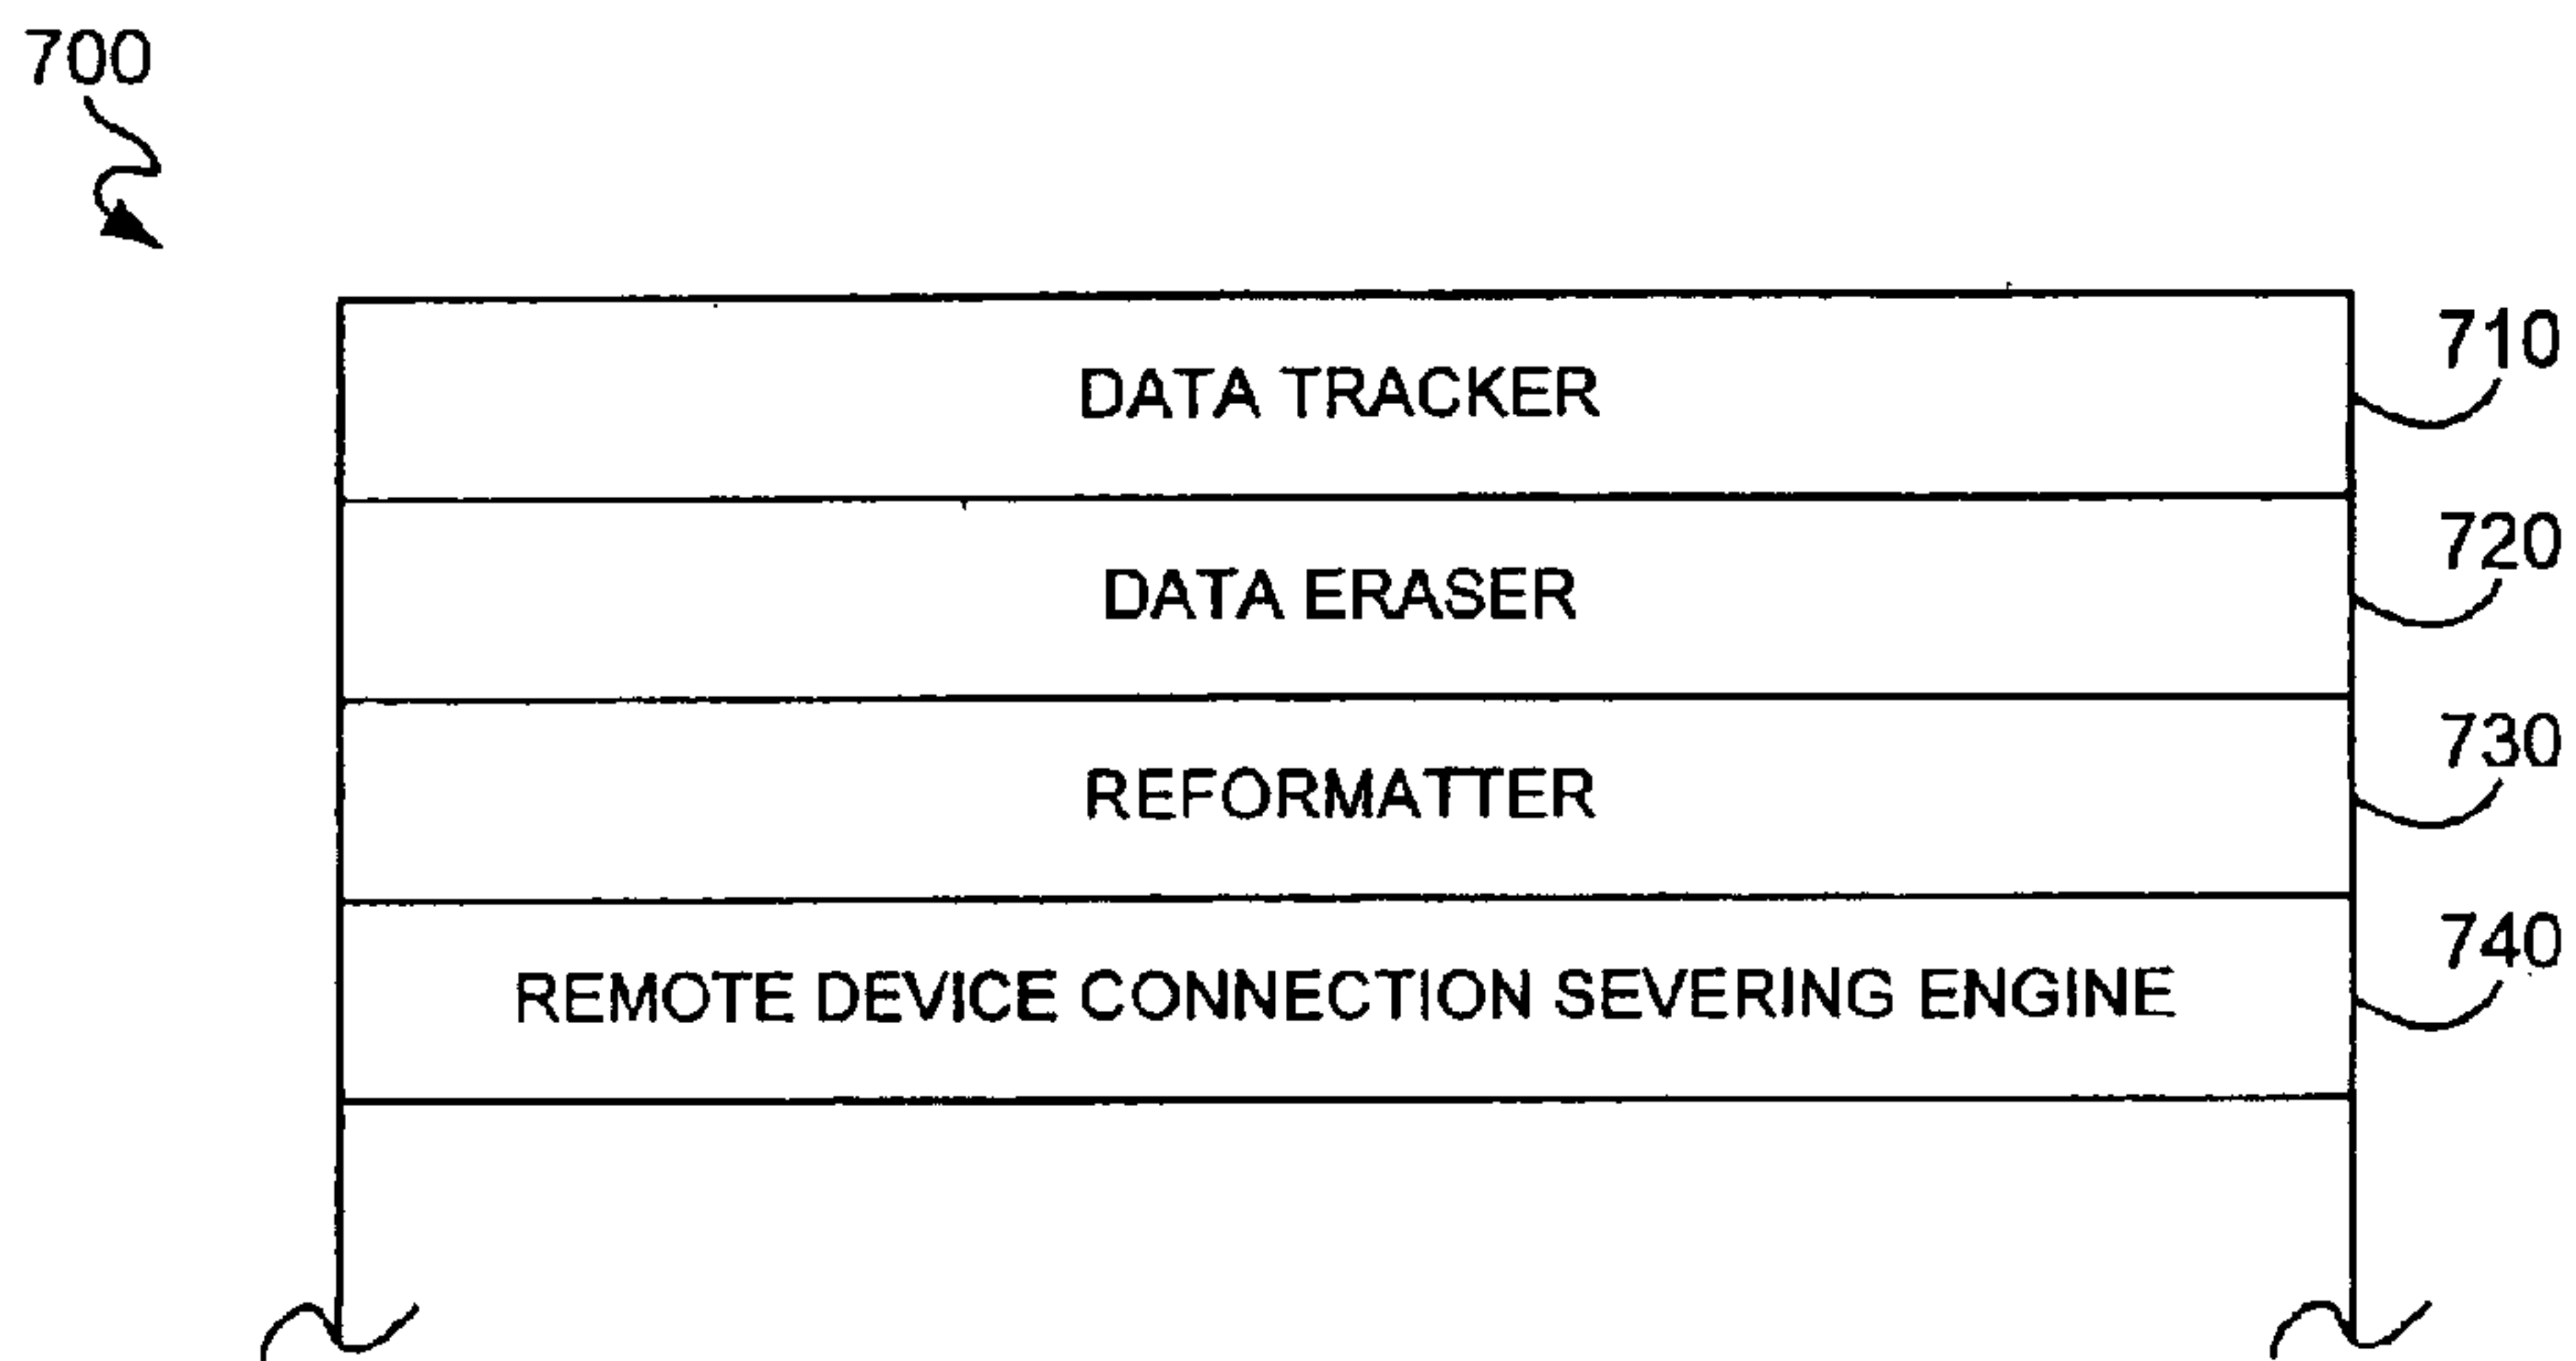 700
DATA TRACKER
710
DATA ERASER
720
REFORMATTER
730
REMOTE DEVICE CONNECTION SEVERING ENGINE
740